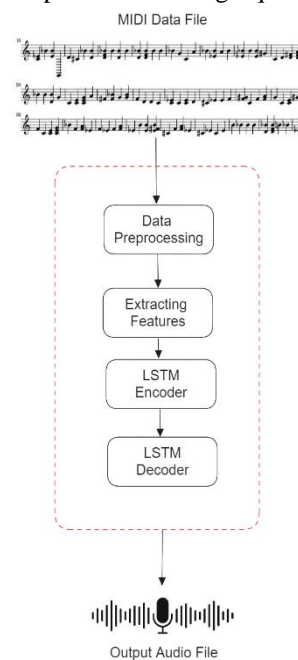 MIDI Data File
Data
Preprocessing
Extracting
Features
LSTM
Encoder
LSTM
Decoder
Output Audio File